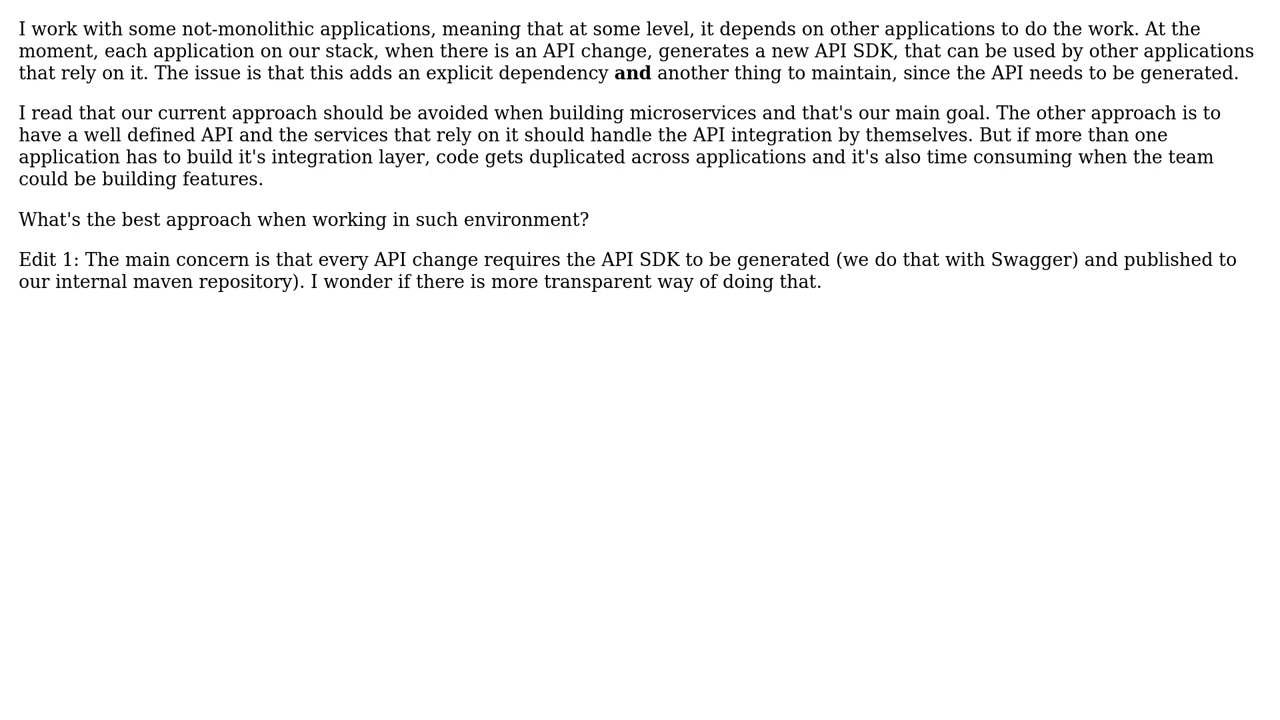 I work with some not-monolithic applications, meaning that at some level, it depends on other applications to do the work. At the
moment, each application on our stack, when there is an API change, generates a new API SDK, that can be used by other applications
that rely on it. The issue is that this adds an explicit dependency and another thing to maintain, since the API needs to be generated.
I read that our current approach should be avoided when building microservices and that's our main goal. The other approach is to
have a well defined API and the services that rely on it should handle the API integration by themselves. But if more than one
application has to build it's integration layer, code gets duplicated across applications and it's also time consuming when the team
could be building features.
What's the best approach when working in such environment?
Edit 1: The main concern is that every API change requires the API SDK to be generated (we do that with Swagger) and published to
our internal maven repository). I wonder if there is more transparent way of doing that.